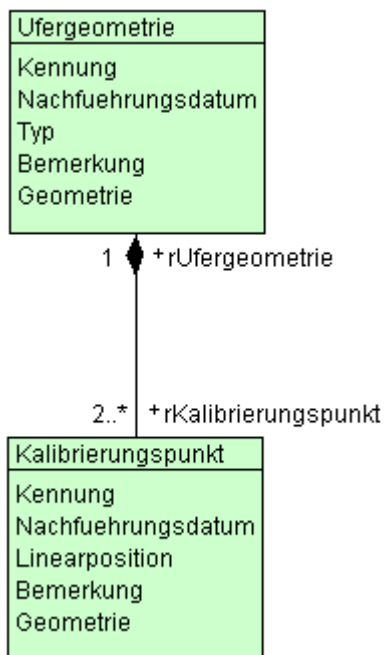 Ufergeometrie
Kennung
Nachfuehrungsdatum
Typ
Bemerkung
Geometrie
1 +rUfergeometrie
2..* +rKalibrierungspunkt
Kalibrierungspunkt
Kennung
Nachfuehrungsdatum
Linearposition
Bemerkung
Geometrie